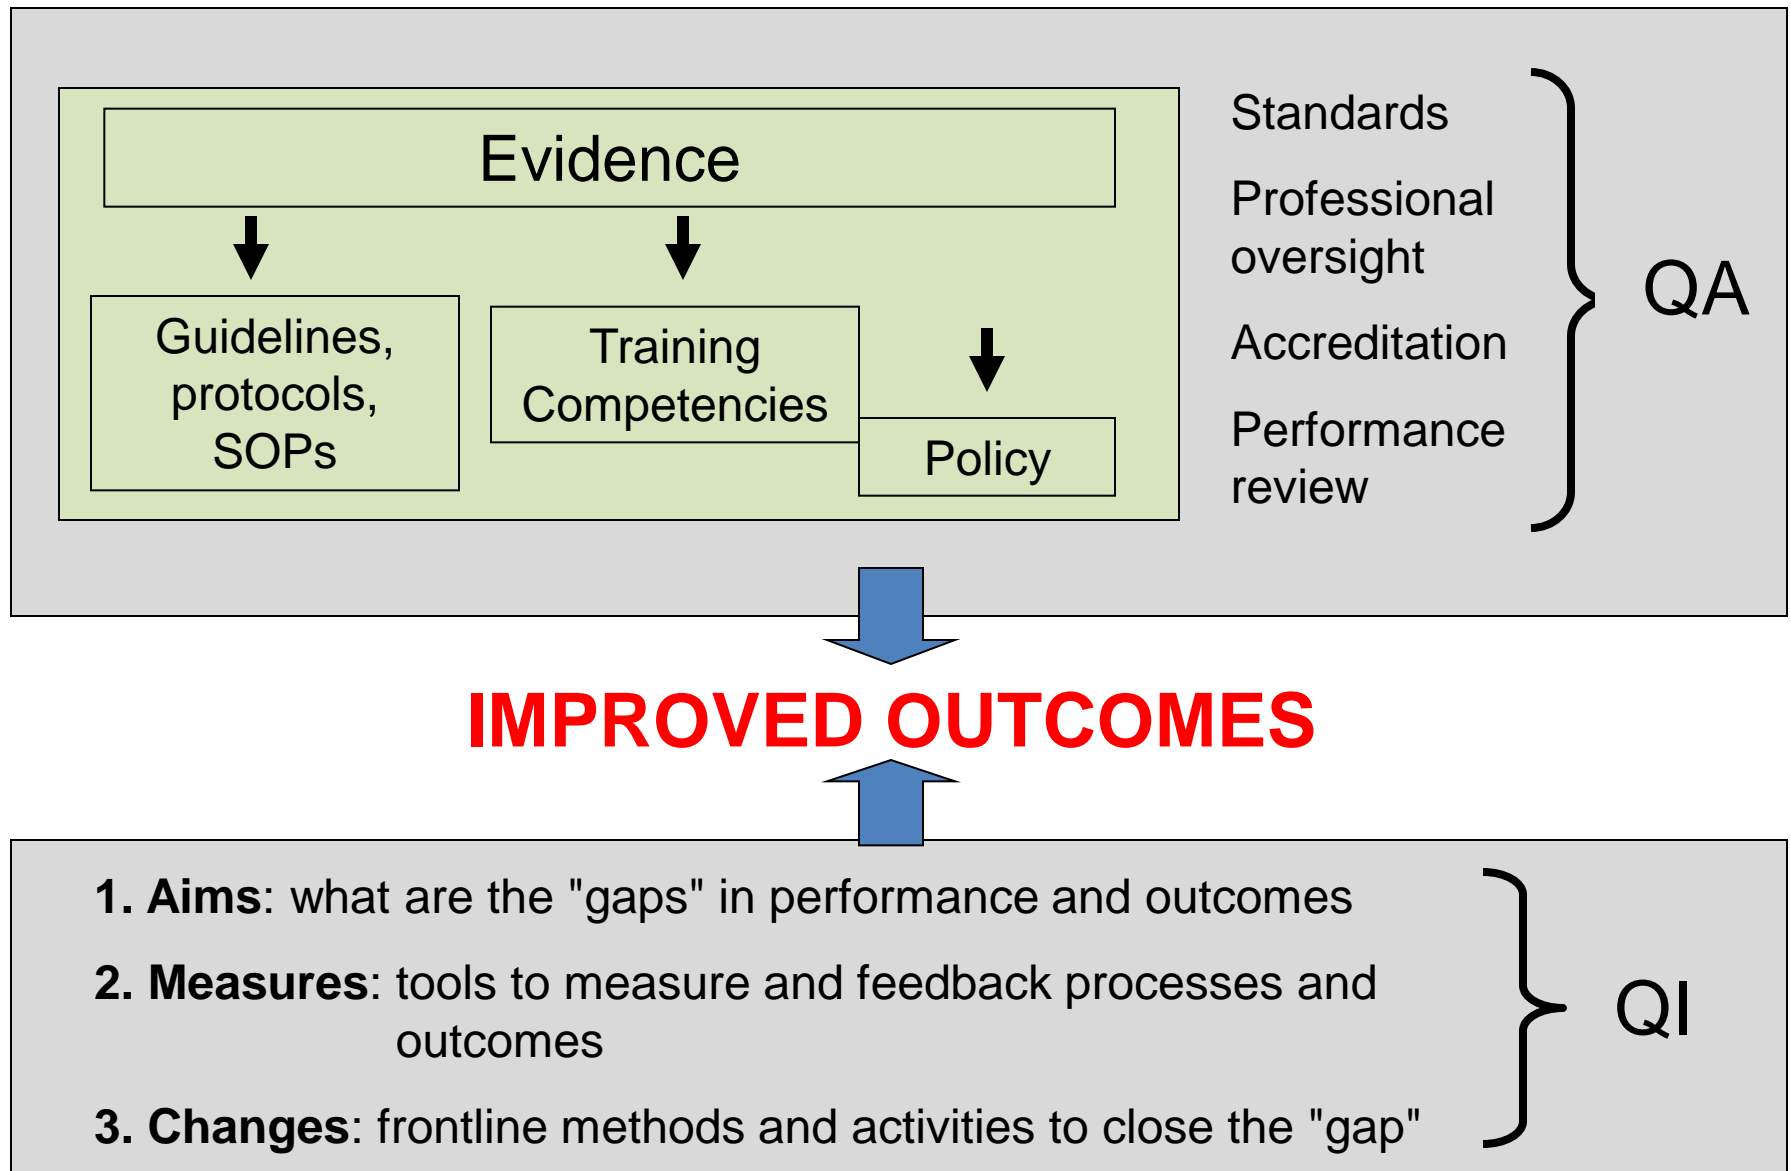 Evidence
Guidelines,
protocols,
SOPs
Training
Competencies
Policy
Standards
Professional
oversight
Accreditation
Performance
review
QA
IMPROVED OUTCOMES
1. Aims: what are the "gaps" in performance and outcomes
2. Measures: tools to measure and feedback processes and
outcomes
3. Changes: frontline methods and activities to close the "gap"
QI